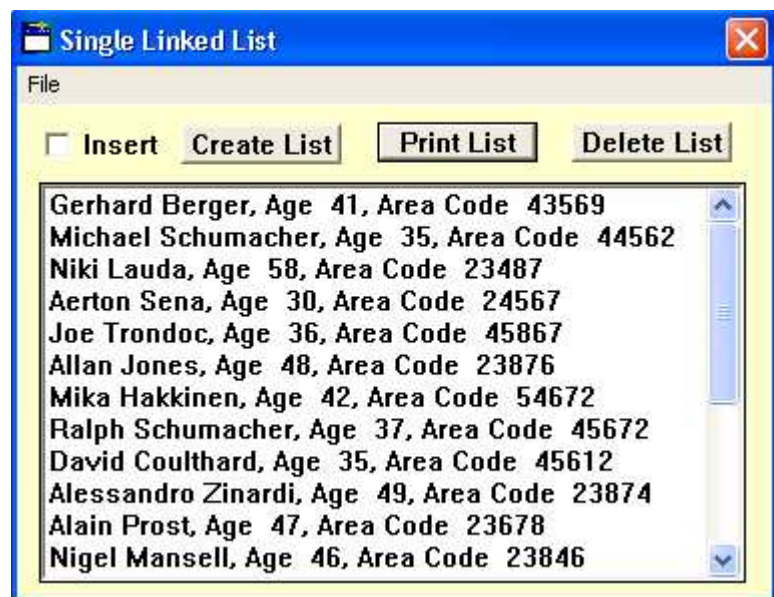 Single Linked List
File
Insert Create List Print List Delete List
Gerhard Berger, Age 41, Area Code 43569
Michael Schumacher, Age 35, Area Code 44562
Niki Lauda, Age 58, Area Code 23487
Aerton Sena, Age 30, Area Code 24567
Joe Trondoc, Age 36, Area Code 45867
Allan Jones, Age 48, Area Code 23876
Mika Hakkinen, Age 42, Area Code 54672
Ralph Schumacher, Age 37, Area Code 45672
David Coulthard, Age 35, Area Code 45612
Alessandro Zinardi, Age 49, Area Code 23874
Alain Prost, Age 47, Area Code 23678
Nigel Mansell, Age 46, Area Code 23846